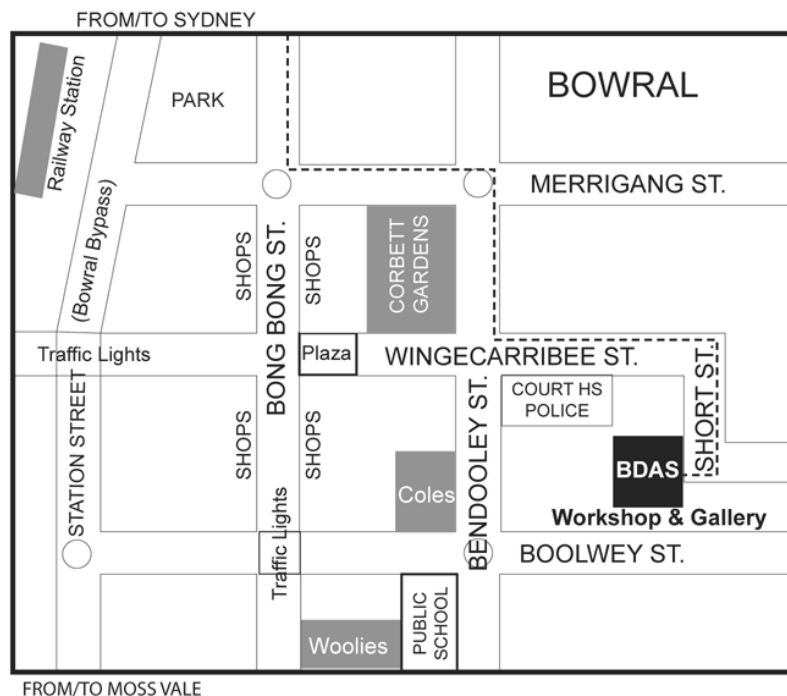 FROM/TO SYDNEY
BOWRAL
PARK
Railway Station
(Bowral Bypass)
MERRIGANG ST.
SHOPS
BONG BONG ST.
SHOPS
CORBETT
GARDENS
Traffic Lights
Plaza
WINGECARRIBEE ST.
STATION STREET
SHOPS
SHOPS
BENDOOLEY ST.
COURT HS
POLICE
SHORT ST.
Coles
BDAS
Workshop & Gallery
Traffic Lights
BOOLWEY ST.
Woolies
PUBLIC
SCHOOL
FROM/TO MOSS VALE